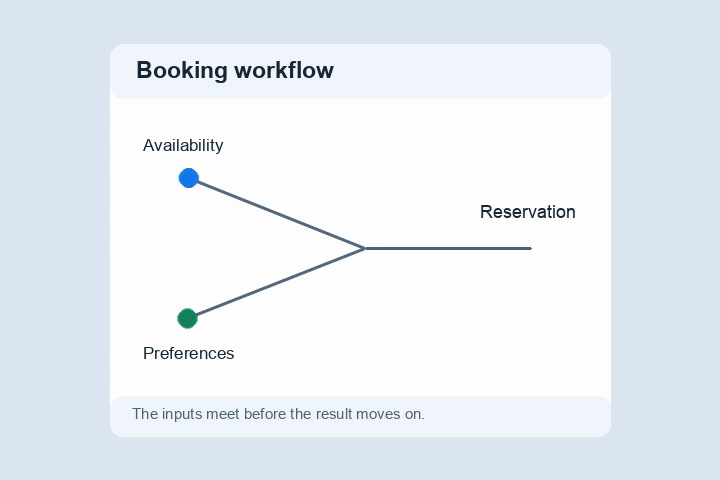 Booking workflow
Availability
Reservation
Preferences
The inputs meet before the result moves on.